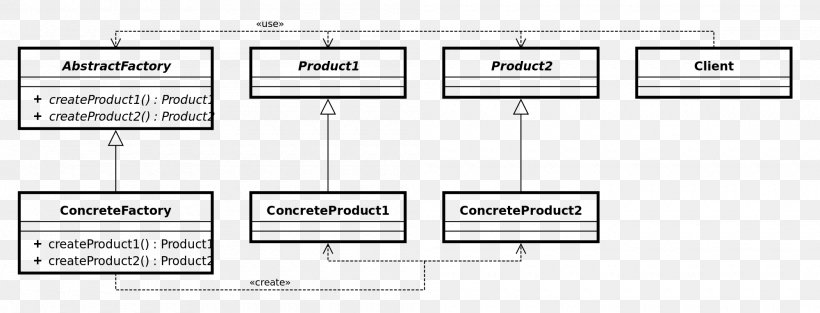 «use»
AbstractFactory
+ createProduct1() : Product1
+ createProduct2() : Product2
Product1
Product2
Client
ConcreteFactory
+ createProduct1() : Product1
+ createProduct2() : Product2
ConcreteProduct1
ConcreteProduct2
«create»